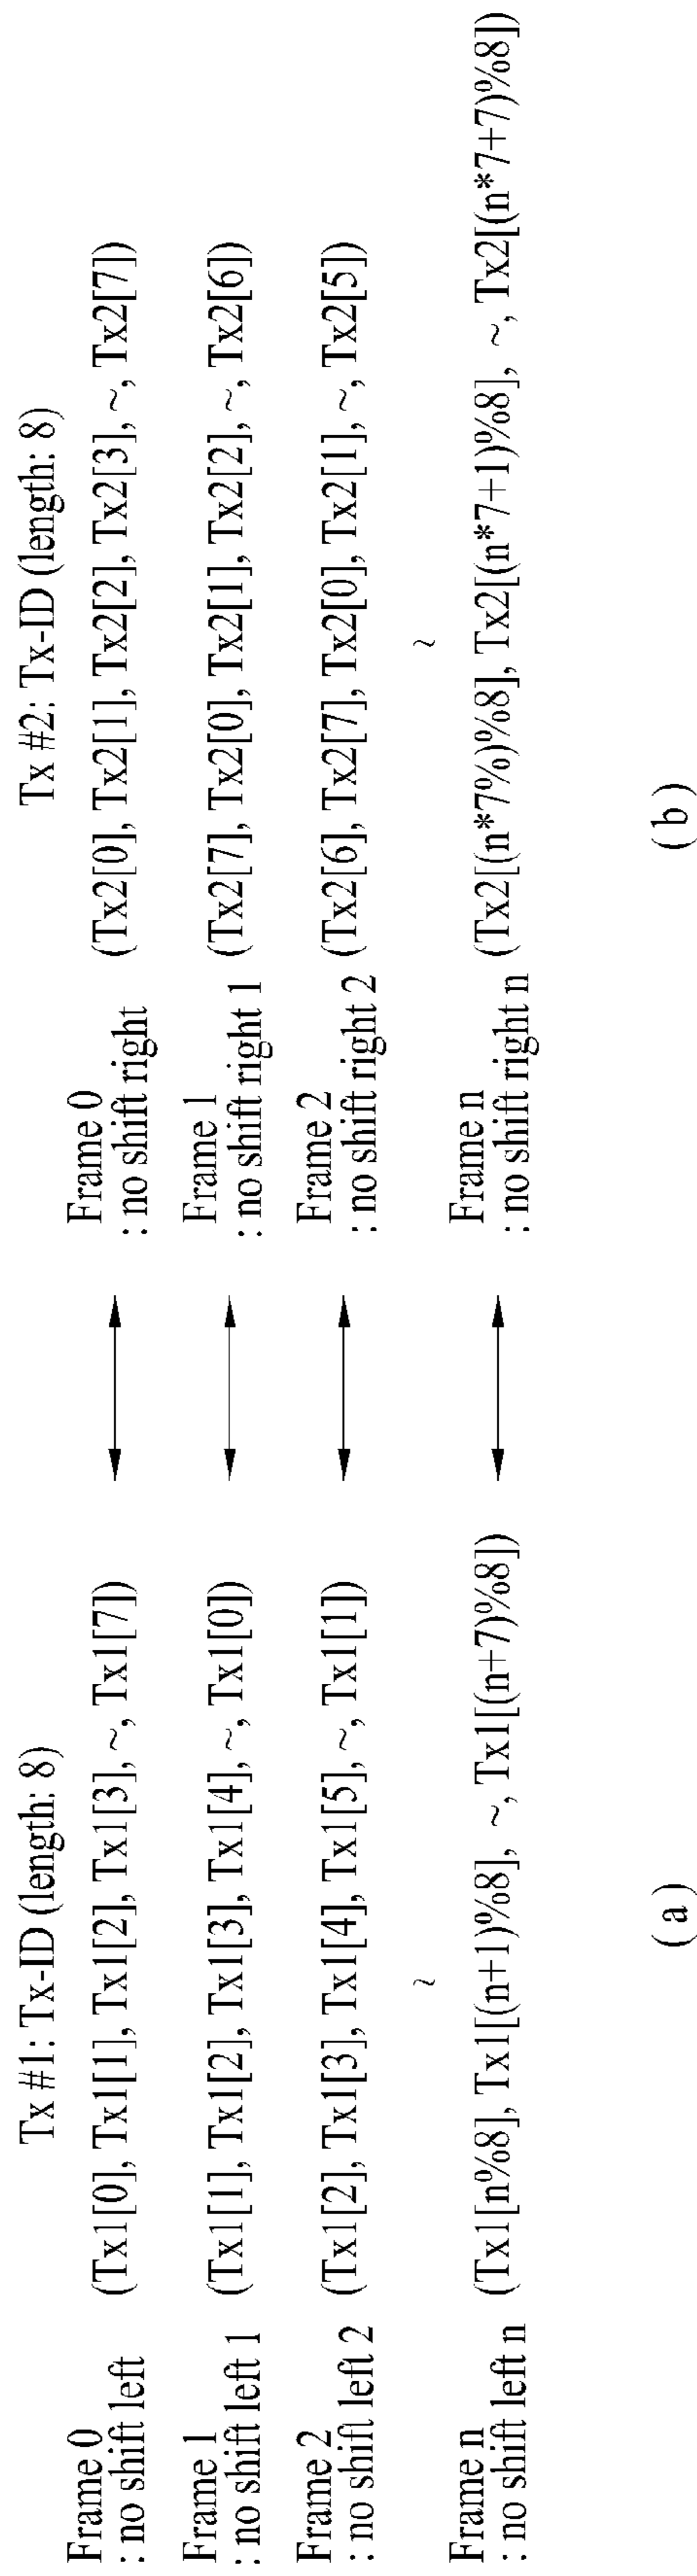 Tx #1: Tx-ID (length: 8)
Frame 0
: no shift left
(Tx1[0], Tx1[1], Tx1[2], Tx1[3], ~, Tx1[7])
Frame 1
: no shift left 1
(Tx1[1], Tx1[2], Tx1[3], Tx1[4], ~, Tx1[0])
Frame 2
: no shift left 2
(Tx1[2], Tx1[3], Tx1[4], Tx1[5], ~, Tx1[1])
~
Frame n
: no shift left n
(Tx1[n%8], Tx1[(n+1)%8], ~, Tx1[(n+7)%8])
(a)
Tx #2: Tx-ID (length: 8)
Frame 0
: no shift right
(Tx2[0], Tx2[1], Tx2[2], Tx2[3], ~, Tx2[7])
Frame 1
: no shift right 1
(Tx2[7], Tx2[0], Tx2[1], Tx2[2], ~, Tx2[6])
Frame 2
: no shift right 2
(Tx2[6], Tx2[7], Tx2[0], Tx2[1], ~, Tx2[5])
~
Frame n
: no shift right n
(Tx2[(n*7%)%8], Tx2[(n*7+1)%8], ~, Tx2[(n*7+7)%8])
(b)